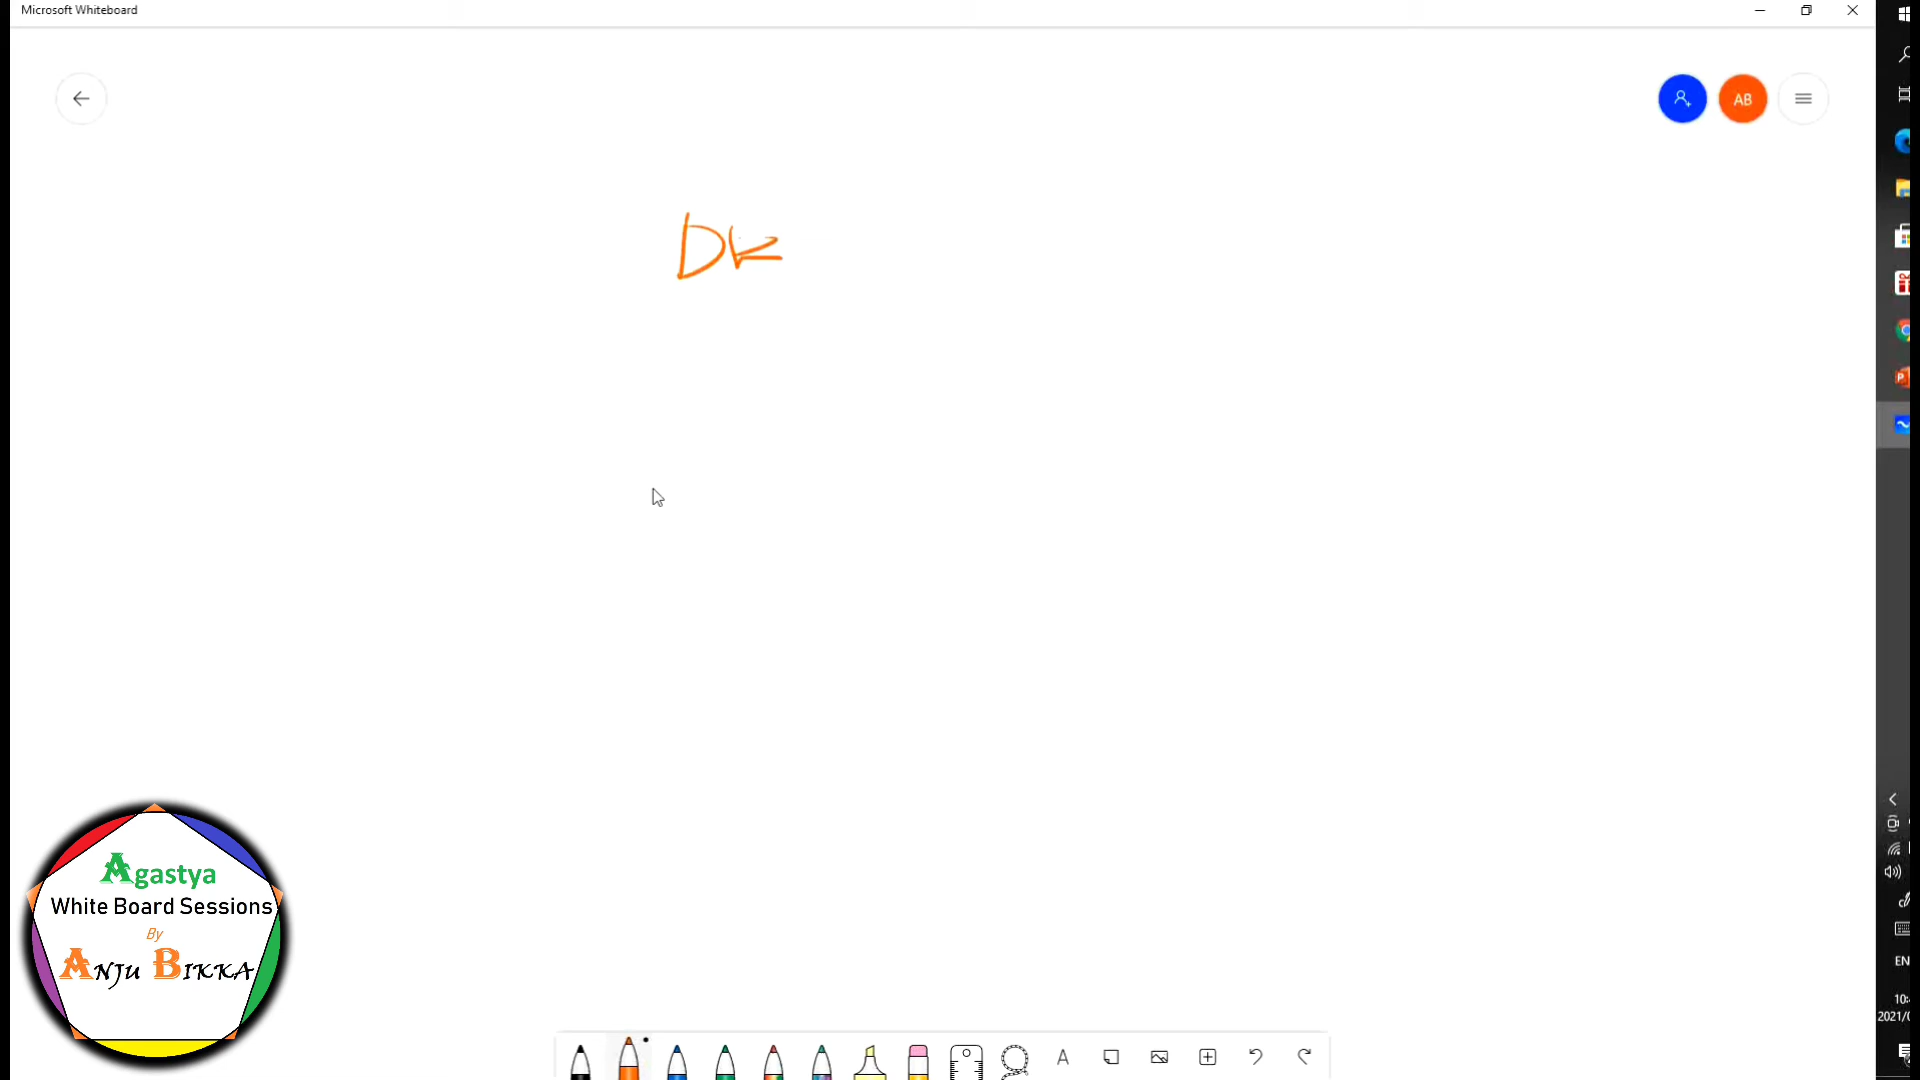 Microsoft Whiteboard
AB
DK
A
Agastya
White Board Sessions
By
ANJU BIKKA
EN